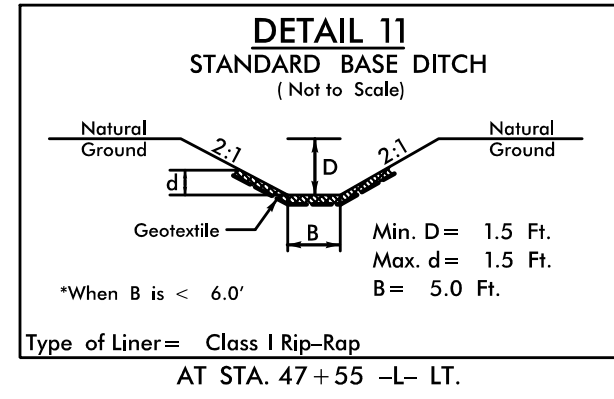 DETAIL 11
STANDARD BASE DITCH
( Not to Scale)
Natural
Ground
2:1
D
2:1
Natural
Ground
d
Geotextile
B
Min. D= 1.5 Ft.
Max. d= 1.5 Ft.
B= 5.0 Ft.
*When B is < 6.0'
Type of Liner= Class I Rip-Rap
AT STA. 47+55 -L- LT.